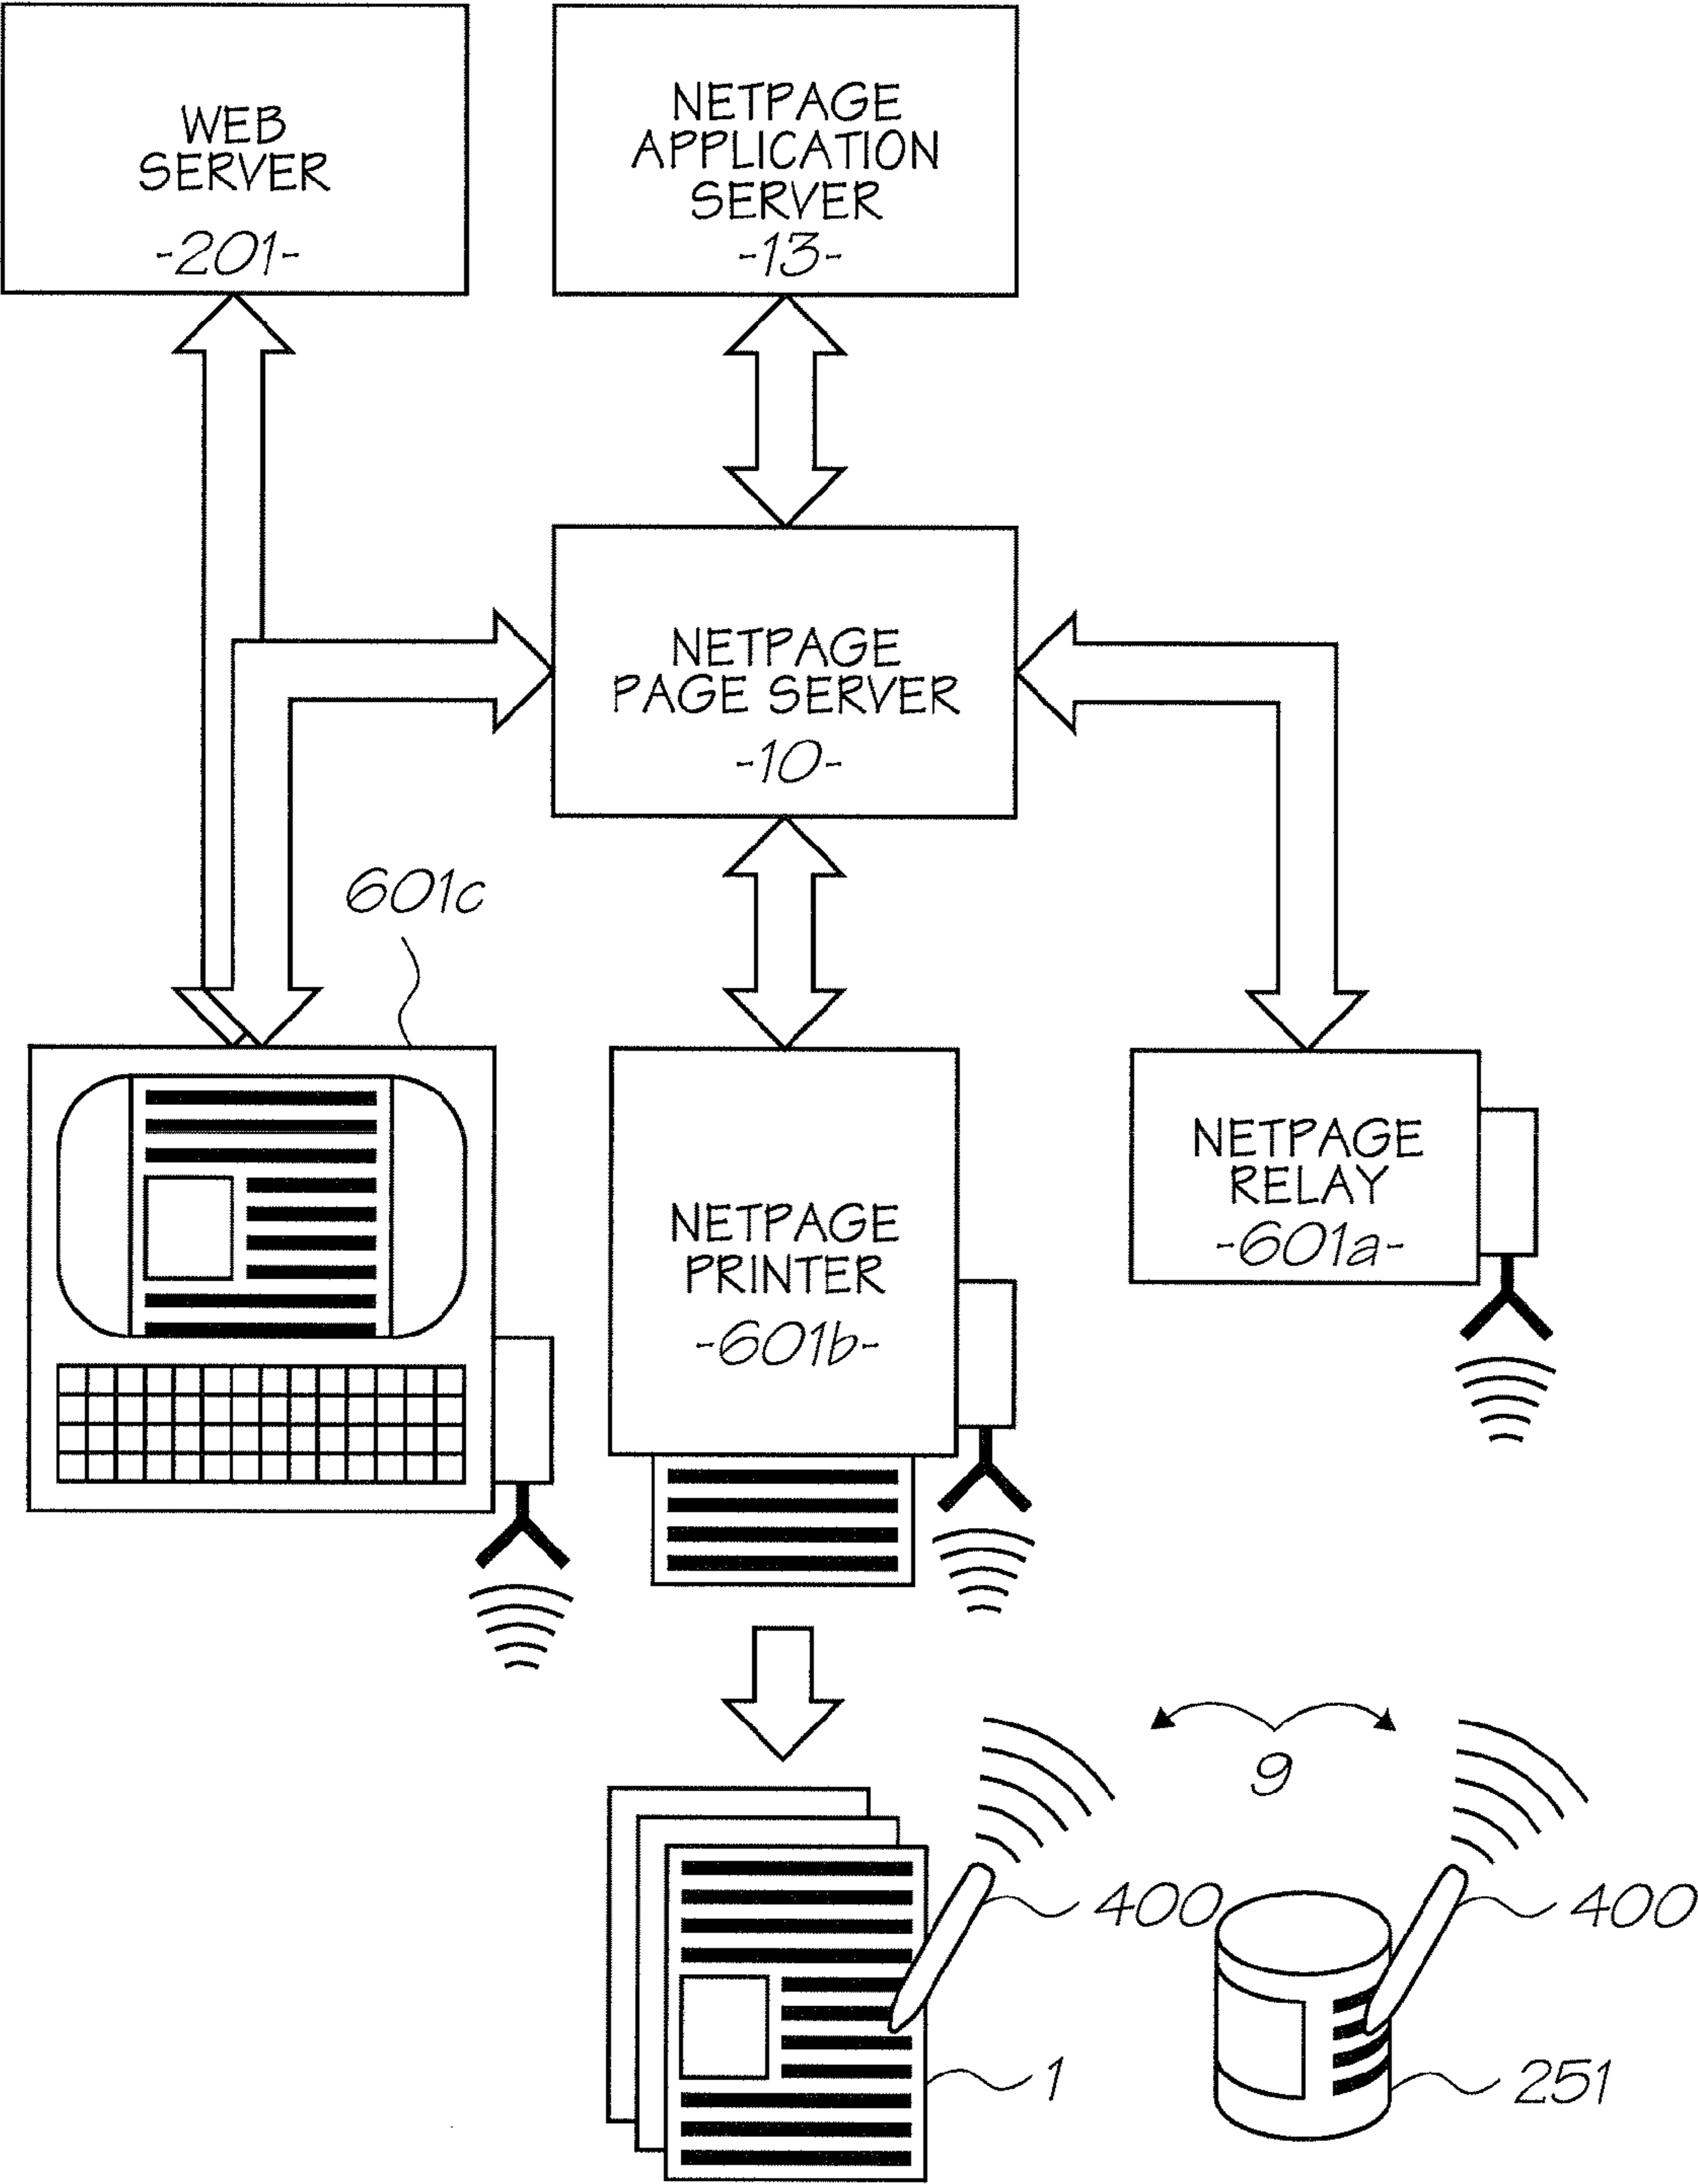 WEB
SERVER
-201-
NETPAGE
APPLICATION
SERVER
-13-
NETPAGE
PAGE SERVER
-10-
601c
NETPAGE
PRINTER
-601b-
NETPAGE
RELAY
-601a-
9
400
400
1
251